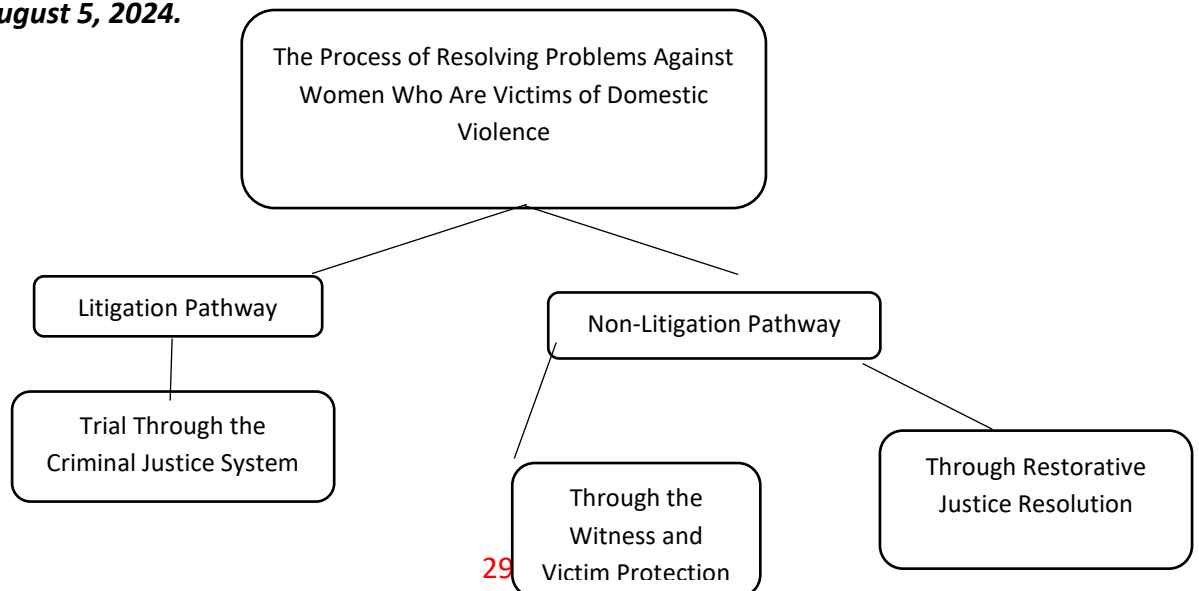 ugust 5, 2024.
The Process of Resolving Problems Against
Women Who Are Victims of Domestic
Violence
Litigation Pathway
Non-Litigation Pathway
Trial Through the
Criminal Justice System
Through Restorative
Justice Resolution
Through the
Witness and
Victim Protection
29